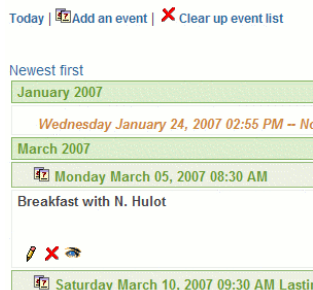 Today | Add an event | Clear up event list
Newest first
January 2007
Wednesday January 24, 2007 02:55 PM -- No
March 2007
Monday March 05, 2007 08:30 AM
Breakfast with N. Hulot
Saturday March 10, 2007 09:30 AM Lasti